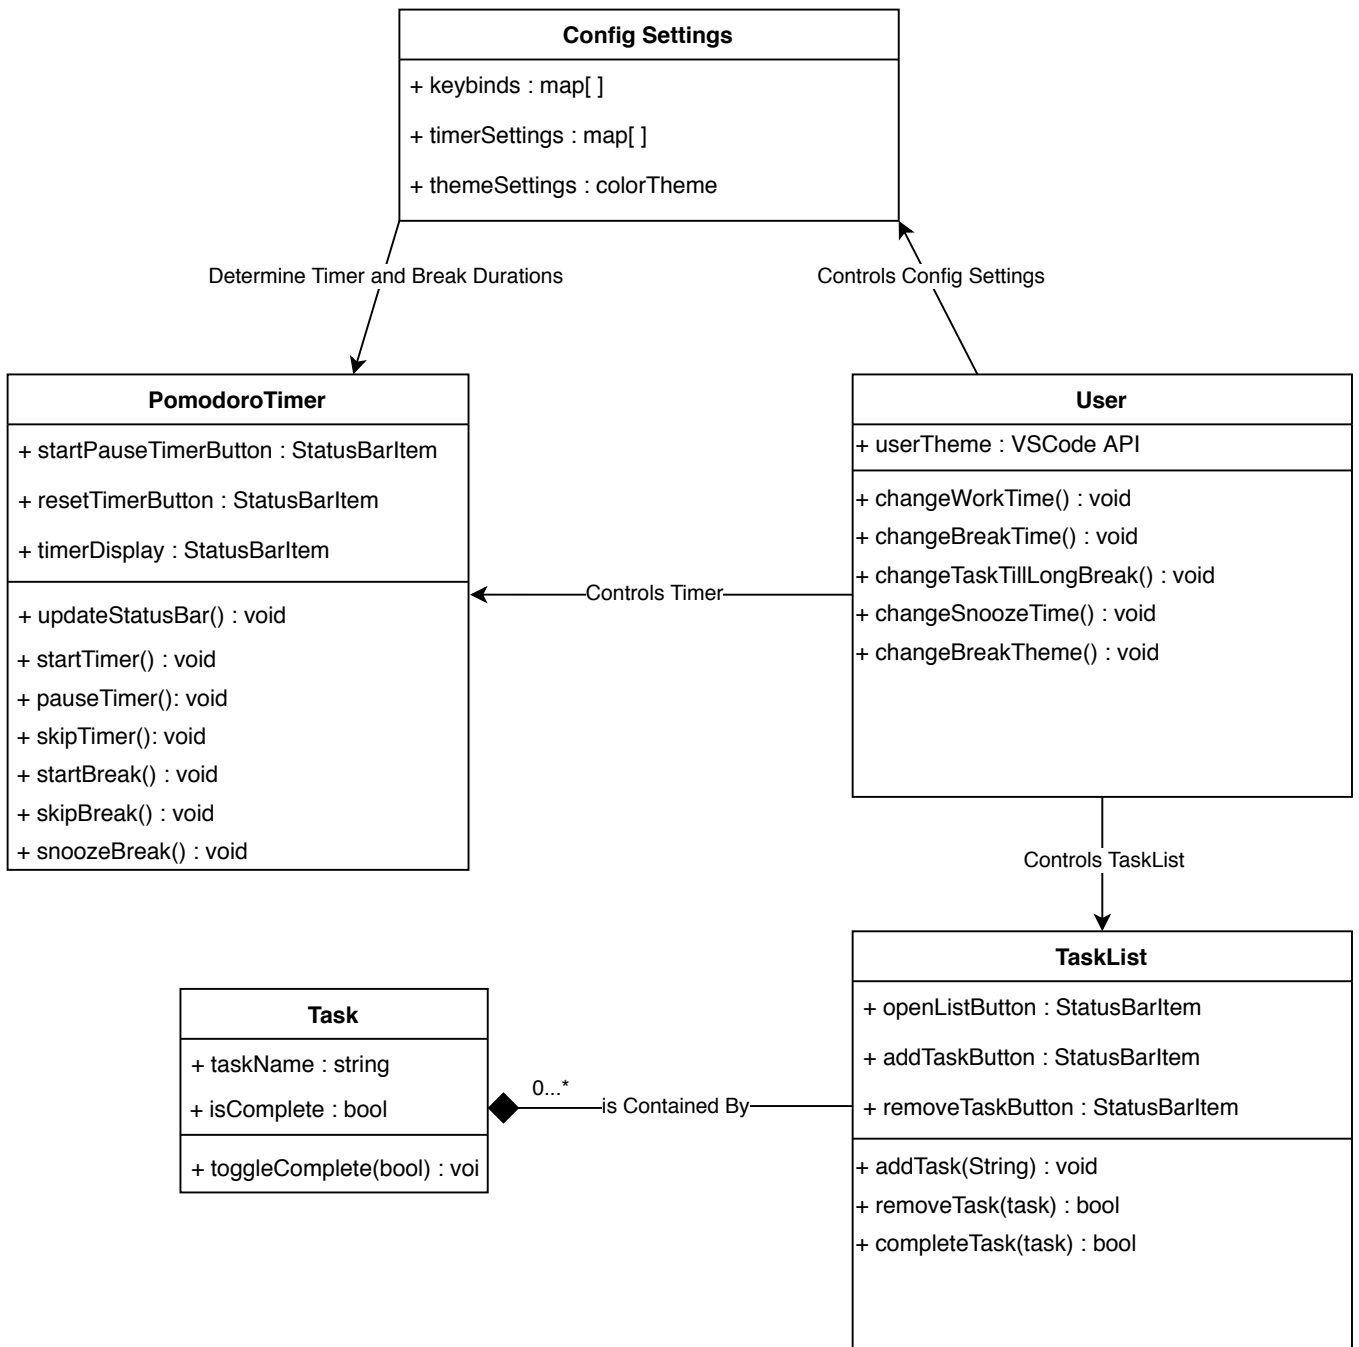 Config Settings
+ keybinds : map[ ]
+ timerSettings : map[ ]
+ themeSettings : colorTheme
Determine Timer and Break Durations
Controls Config Settings
PomodoroTimer
+ startPauseTimerButton : StatusBarItem
+ resetTimerButton : StatusBarItem
+ timerDisplay : StatusBarItem
+ updateStatusBar() : void
+ startTimer() : void
+ pauseTimer(): void
+ skipTimer(): void
+ startBreak() : void
+ skipBreak() : void
+ snoozeBreak() : void
Controls Timer
User
+ userTheme : VSCode API
+ changeWorkTime() : void
+ changeBreakTime() : void
+ changeTaskTillLongBreak() : void
+ changeSnoozeTime() : void
+ changeBreakTheme() : void
Controls TaskList
Task
+ taskName : string
+ isComplete : bool
+ toggleComplete(bool) : voi
0...*
is Contained By
TaskList
+ openListButton : StatusBarItem
+ addTaskButton : StatusBarItem
+ removeTaskButton : StatusBarItem
+ addTask(String) : void
+ removeTask(task) : bool
+ completeTask(task) : bool